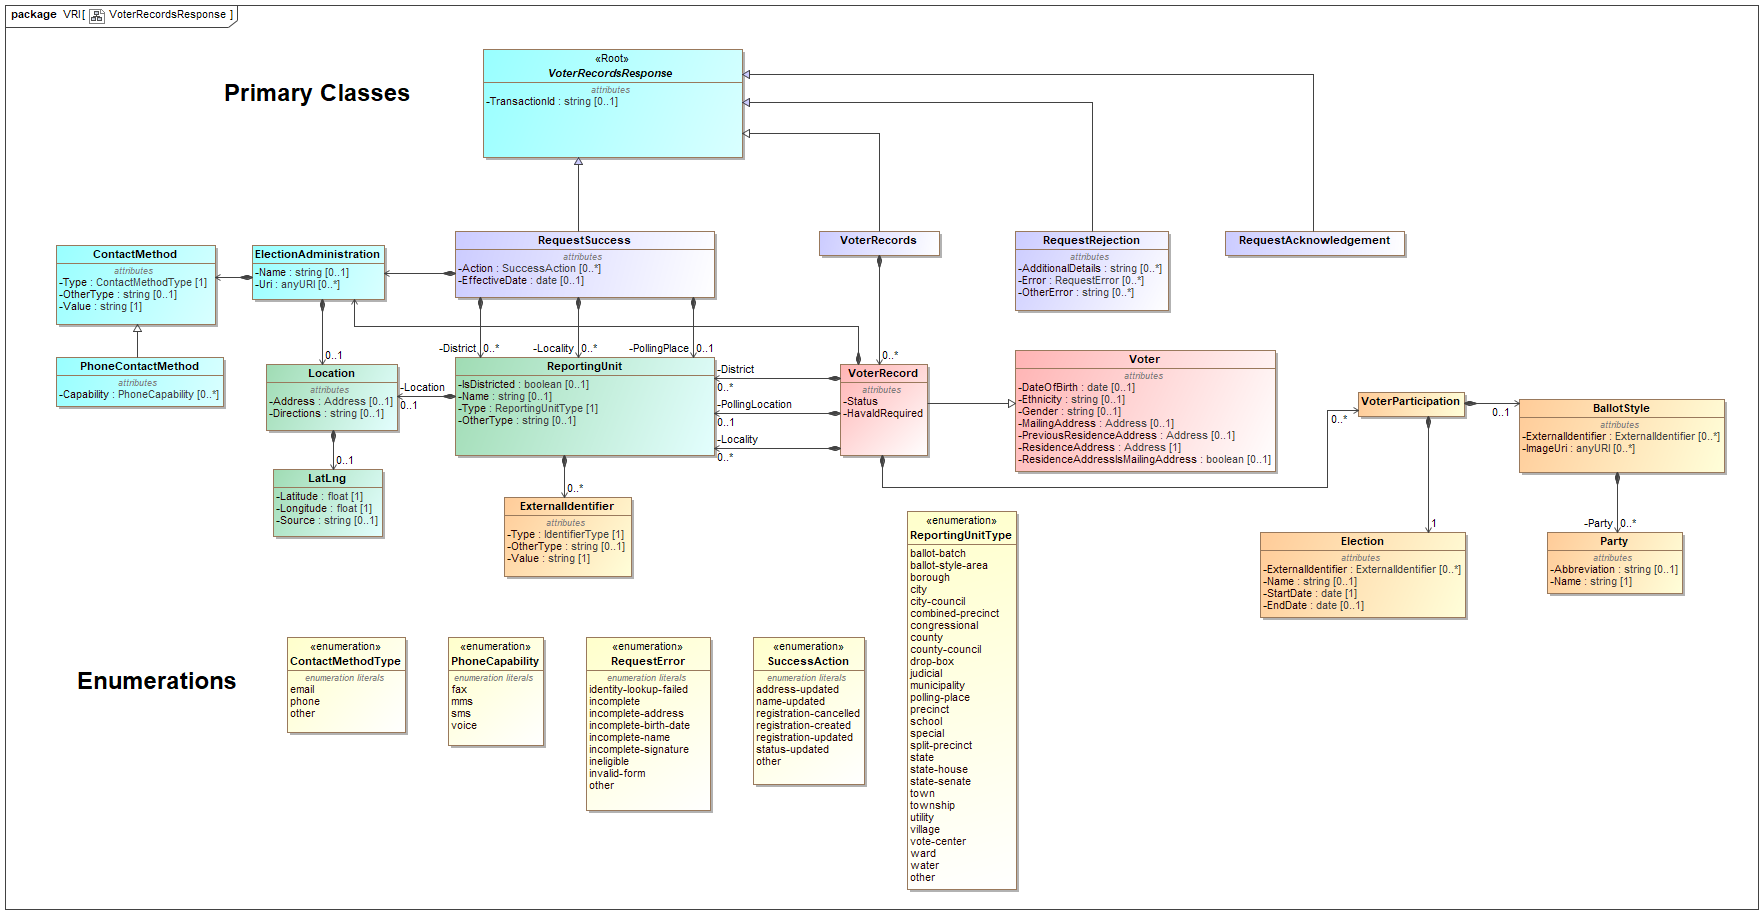 package VRI[ VoterRecordsResponse ]
Primary Classes
«Root»
VoterRecordsResponse
attributes
-TransactionId : string [0..1]
ContactMethod
attributes
-Type : ContactMethodType [1]
-OtherType : string [0..1]
-Value : string [1]
ElectionAdministration
-Name : string [0..1]
-Uri : anyURI [0..*]
RequestSuccess
attributes
-Action : SuccessAction [0..*]
-EffectiveDate : date [0..1]
VoterRecords
RequestRejection
attributes
-AdditionalDetails : string [0..*]
-Error : RequestError [0..*]
-OtherError : string [0..*]
RequestAcknowledgement
0..1
-District 0..*
-Locality 0..*
-PollingPlace 0..1
0..*
PhoneContactMethod
attributes
-Capability : PhoneCapability [0..*]
Location
attributes
-Address : Address [0..1]
-Directions : string [0..1]
-Location
0..1
ReportingUnit
-IsDistricted : boolean [0..1]
-Name : string [0..1]
-Type : ReportingUnitType [1]
-OtherType : string [0..1]
-District
0..*
-PollingLocation
0..1
-Locality
0..*
VoterRecord
attributes
-Status
-HavaIdRequired
Voter
attributes
-DateOfBirth : date [0..1]
-Ethnicity : string [0..1]
-Gender : string [0..1]
-MailingAddress : Address [0..1]
-PreviousResidenceAddress : Address [0..1]
-ResidenceAddress : Address [1]
-ResidenceAddressIsMailingAddress : boolean [0..1]
0..*
VoterParticipation
0..1
BallotStyle
attributes
-ExternalIdentifier : ExternalIdentifier [0..*]
-ImageUri : anyURI [0..*]
0..1
LatLng
-Latitude : float [1]
-Longitude : float [1]
-Source : string [0..1]
0..*
ExternalIdentifier
attributes
-Type : IdentifierType [1]
-OtherType : string [0..1]
-Value : string [1]
1
Election
attributes
-ExternalIdentifier : ExternalIdentifier [0..*]
-Name : string [0..1]
-StartDate : date [1]
-EndDate : date [0..1]
-Party 0..*
Party
attributes
-Abbreviation : string [0..1]
-Name : string [1]
Enumerations
«enumeration»
ContactMethodType
enumeration literals
email
phone
other
«enumeration»
PhoneCapability
enumeration literals
fax
mms
sms
voice
«enumeration»
RequestError
enumeration literals
identity-lookup-failed
incomplete
incomplete-address
incomplete-birth-date
incomplete-name
incomplete-signature
ineligible
invalid-form
other
«enumeration»
SuccessAction
enumeration literals
address-updated
name-updated
registration-cancelled
registration-created
registration-updated
status-updated
other
«enumeration»
ReportingUnitType
ballot-batch
ballot-style-area
borough
city
city-council
combined-precinct
congressional
county
county-council
drop-box
judicial
municipality
polling-place
precinct
school
special
split-precinct
state
state-house
state-senate
town
township
utility
village
vote-center
ward
water
other